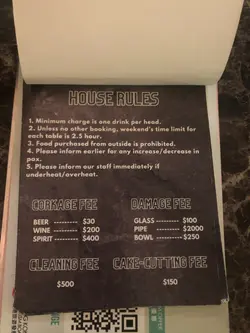 HOUSE RULES
1. Minimum charge is one drink per head.
2. Unless no other booking, weekend's time limit for
each table is 2.5 hour.
3. Food purchased from outside is prohibited.
4. Please inform earlier for any increase/decrease in
pax.
5. Please inform our staff immediately if
underheat/overheat.
CORKAGE FEE
BEER --------- $30
WINE --------- $200
SPIRIT --------- $400
DAMAGE FEE
GLASS --------- $100
PIPE --------- $2000
BOWL --------- $250
CLEANING FEE
$500
CAKE-CUTTING FEE
$150